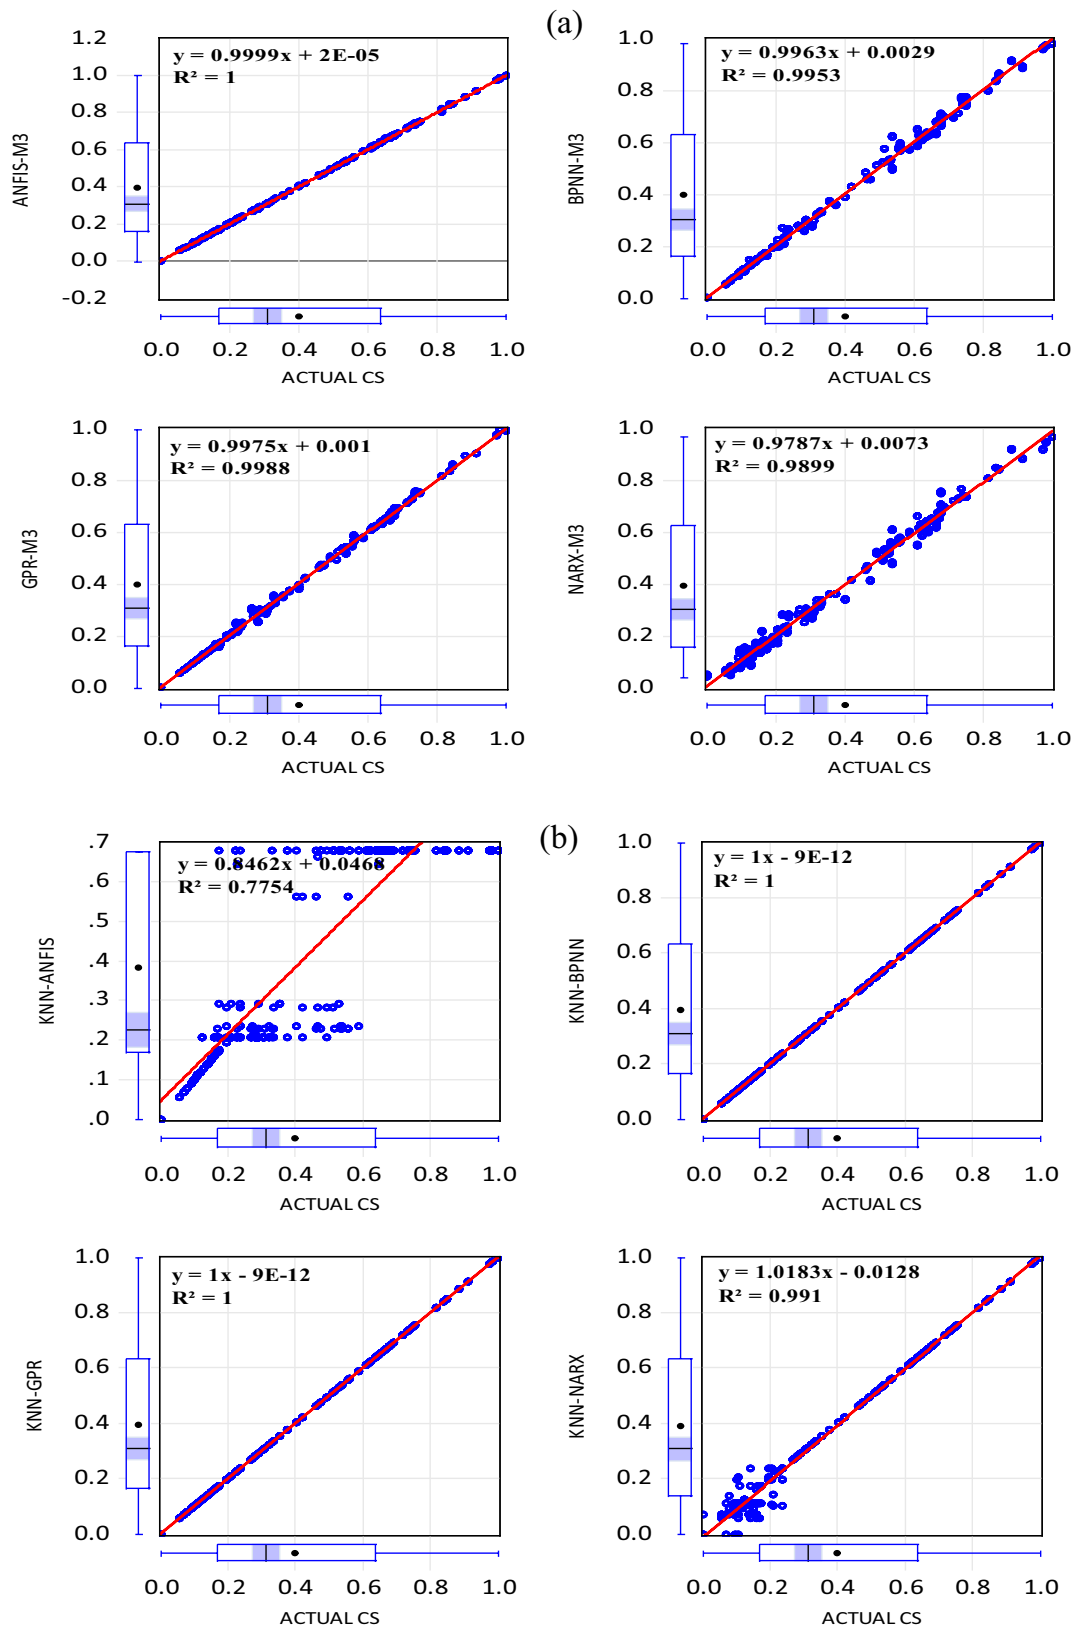 (a)
1.2
1.0
0.8
0.6
0.4
0.2
0.0
-0.2
ANFIS-M3
y = 0.9999x + 2E-05
R² = 1
0.0 0.2 0.4 0.6 0.8 1.0
ACTUAL CS
1.0
0.8
0.6
0.4
0.2
0.0
BPNN-M3
y = 0.9963x + 0.0029
R² = 0.9953
0.0 0.2 0.4 0.6 0.8 1.0
ACTUAL CS
1.0
0.8
0.6
0.4
0.2
0.0
GPR-M3
y = 0.9975x + 0.001
R² = 0.9988
0.0 0.2 0.4 0.6 0.8 1.0
ACTUAL CS
1.0
0.8
0.6
0.4
0.2
0.0
NARX-M3
y = 0.9787x + 0.0073
R² = 0.9899
0.0 0.2 0.4 0.6 0.8 1.0
ACTUAL CS
(b)
.7
.6
.5
.4
.3
.2
.1
.0
KNN-ANFIS
y = 0.8462x + 0.0468
R² = 0.7754
0.0 0.2 0.4 0.6 0.8 1.0
ACTUAL CS
1.0
0.8
0.6
0.4
0.2
0.0
KNN-BPNN
y = 1x - 9E-12
R² = 1
0.0 0.2 0.4 0.6 0.8 1.0
ACTUAL CS
1.0
0.8
0.6
0.4
0.2
0.0
KNN-GPR
y = 1x - 9E-12
R² = 1
0.0 0.2 0.4 0.6 0.8 1.0
ACTUAL CS
1.0
0.8
0.6
0.4
0.2
0.0
KNN-NARX
y = 1.0183x - 0.0128
R² = 0.991
0.0 0.2 0.4 0.6 0.8 1.0
ACTUAL CS